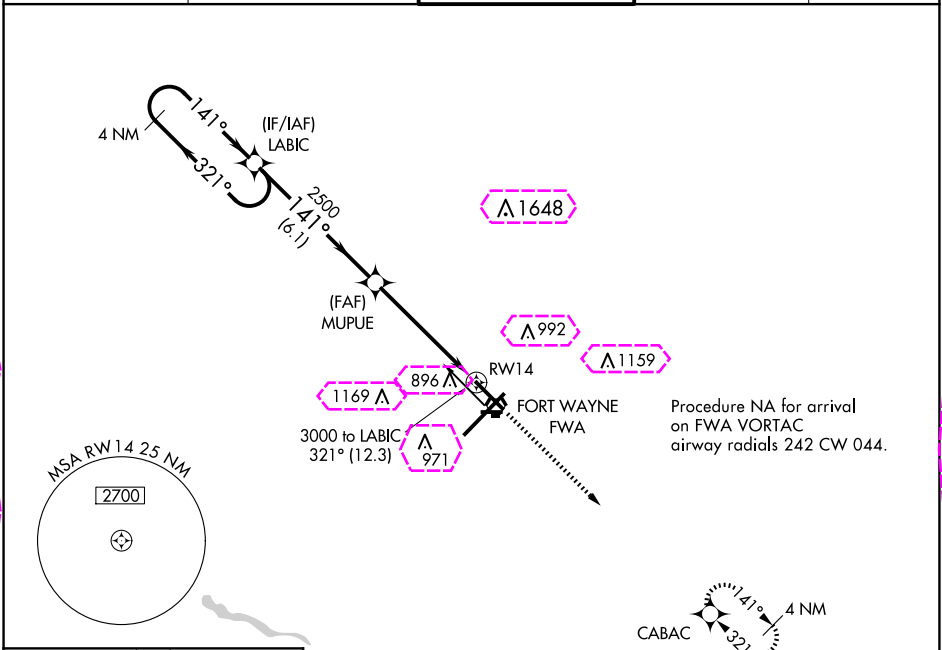 141°
4 NM
(IF/IAF)
LABIC
321°
2500
141°
(6.1)
1648
(FAF)
MUPUE
992
1159
RW14
896
1169
FORT WAYNE
FWA
3000 to LABIC
321° (12.3)
971
Procedure NA for arrival
on FWA VORTAC
airway radials 242 CW 044.
MSA RW14 25 NM
2700
141°
4 NM
CABAC
321